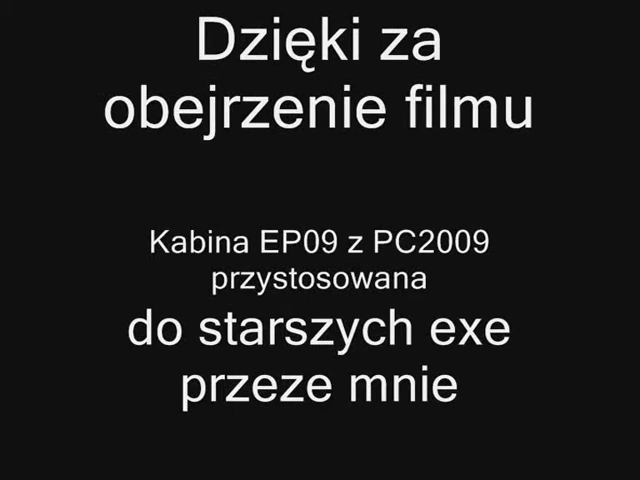 Dzięki za
obejrzenie filmu
Kabina EP09 z PC2009
przystosowana
do starszych exe
przeze mnie